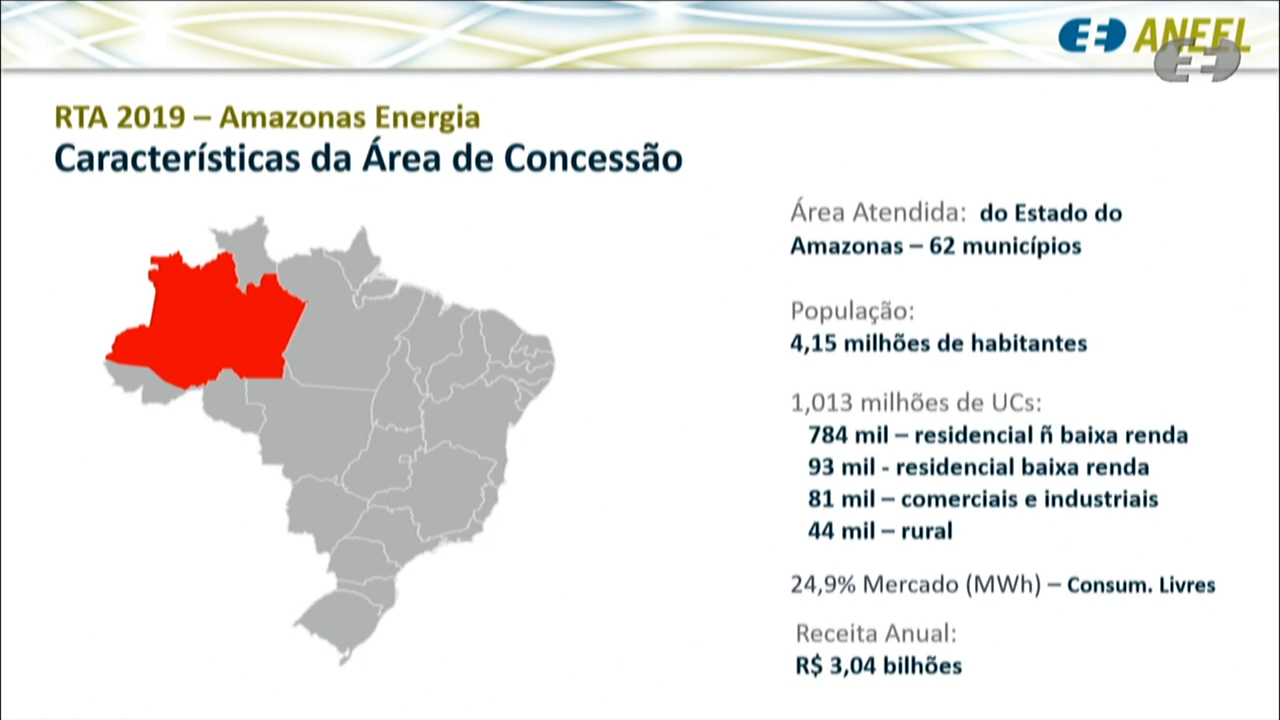 ANEEL
RTA 2019 – Amazonas Energia
Características da Área de Concessão
Área Atendida: do Estado do
Amazonas – 62 municípios
População:
4,15 milhões de habitantes
1,013 milhões de UCs:
784 mil – residencial ñ baixa renda
93 mil - residencial baixa renda
81 mil – comerciais e industriais
44 mil – rural
24,9% Mercado (MWh) – Consum. Livres
Receita Anual:
R$ 3,04 bilhões